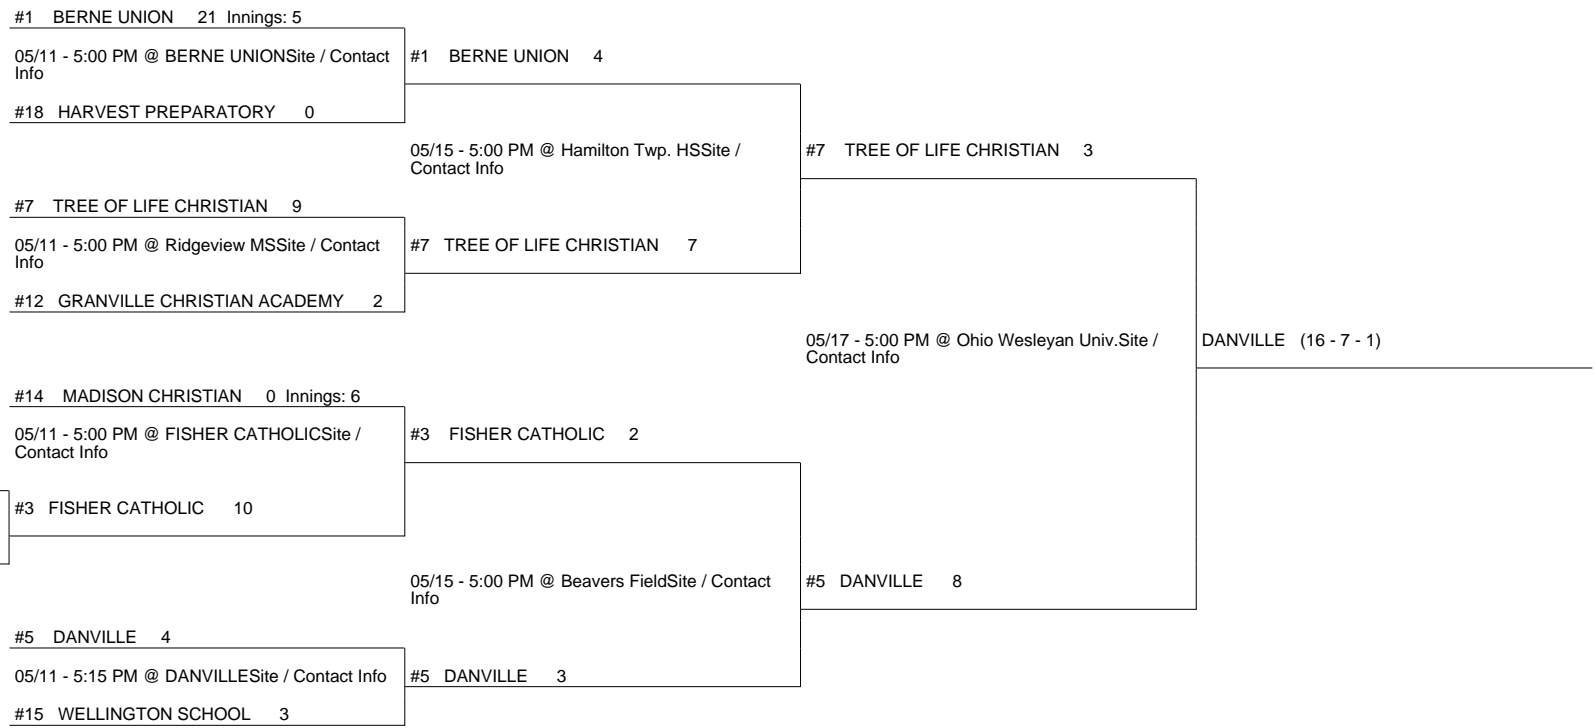 #1 BERNE UNION 21 Innings: 5
05/11 - 5:00 PM @ BERNE UNIONSite / Contact
Info
#18 HARVEST PREPARATORY 0
#1 BERNE UNION 4
05/15 - 5:00 PM @ Hamilton Twp. HSSite /
Contact Info
#7 TREE OF LIFE CHRISTIAN 3
#7 TREE OF LIFE CHRISTIAN 9
05/11 - 5:00 PM @ Ridgeview MSSite / Contact
Info
#12 GRANVILLE CHRISTIAN ACADEMY 2
#7 TREE OF LIFE CHRISTIAN 7
05/17 - 5:00 PM @ Ohio Wesleyan Univ.Site /
Contact Info
DANVILLE (16 - 7 - 1)
#14 MADISON CHRISTIAN 0 Innings: 6
05/11 - 5:00 PM @ FISHER CATHOLICSite /
Contact Info
#3 FISHER CATHOLIC 10
#3 FISHER CATHOLIC 2
05/15 - 5:00 PM @ Beavers FieldSite / Contact
Info
#5 DANVILLE 8
#5 DANVILLE 4
05/11 - 5:15 PM @ DANVILLESite / Contact Info
#15 WELLINGTON SCHOOL 3
#5 DANVILLE 3